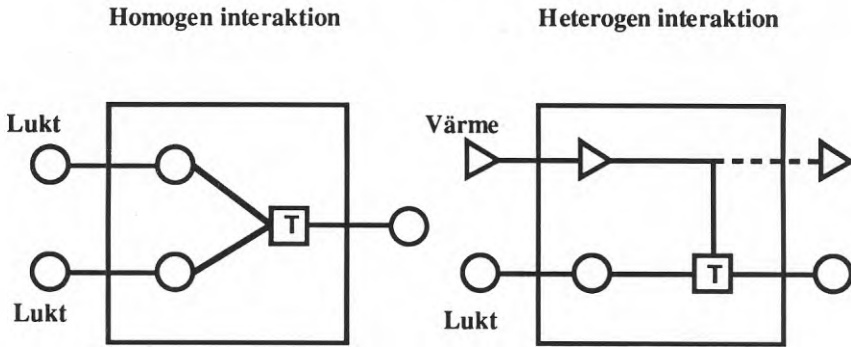 Homogen interaktion
Heterogen interaktion
Lukt
Värme
T
T
Lukt
Lukt